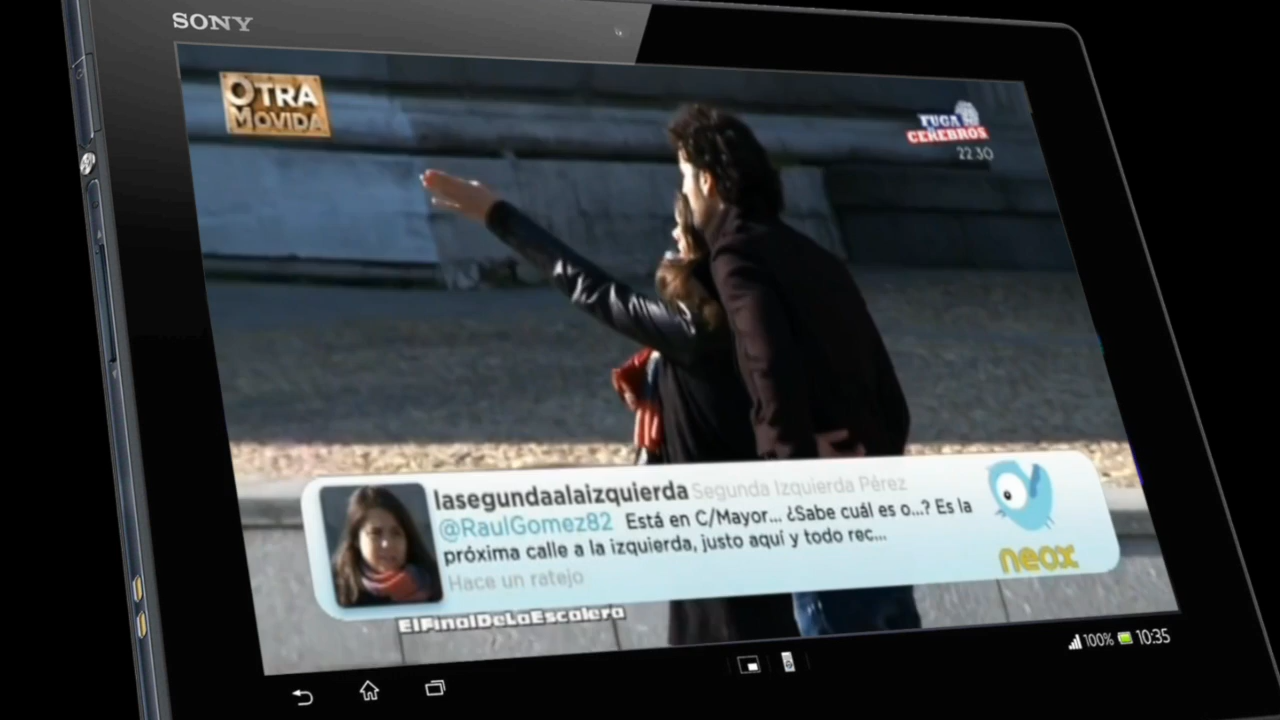 SONY
OTRA
MOVIDA
FUGA
DE
CEREBROS
22:30
lasegundaalaizquierda Segunda Izquierda Pérez
@RaulGomez82 Está en C/Mayor... ¿Sabe cuál es o...? Es la
próxima calle a la izquierda, justo aquí y todo rec...
Hace un ratejo
neox
ElFinalDeLaEscalera
100% 10:35